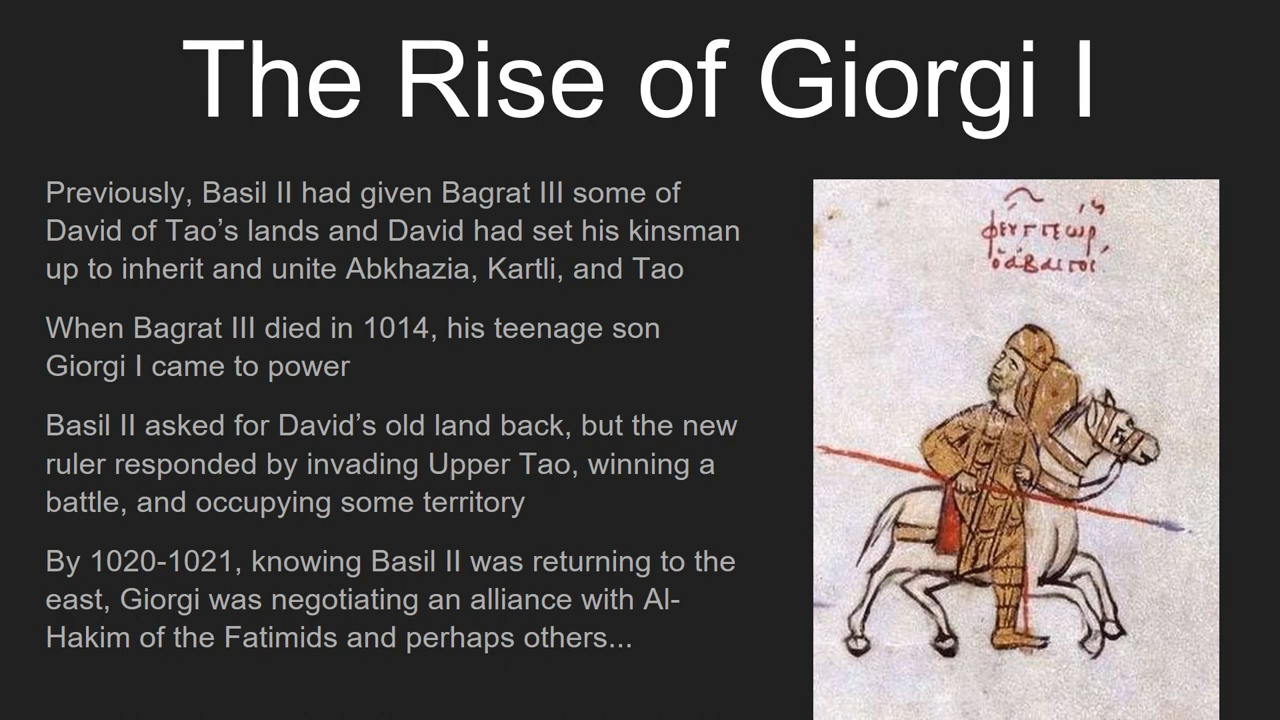 The Rise of Giorgi I
Previously, Basil II had given Bagrat III some of
David of Tao’s lands and David had set his kinsman
up to inherit and unite Abkhazia, Kartli, and Tao
When Bagrat III died in 1014, his teenage son
Giorgi I came to power
Basil II asked for David’s old land back, but the new
ruler responded by invading Upper Tao, winning a
battle, and occupying some territory
By 1020-1021, knowing Basil II was returning to the
east, Giorgi was negotiating an alliance with Al-
Hakim of the Fatimids and perhaps others...